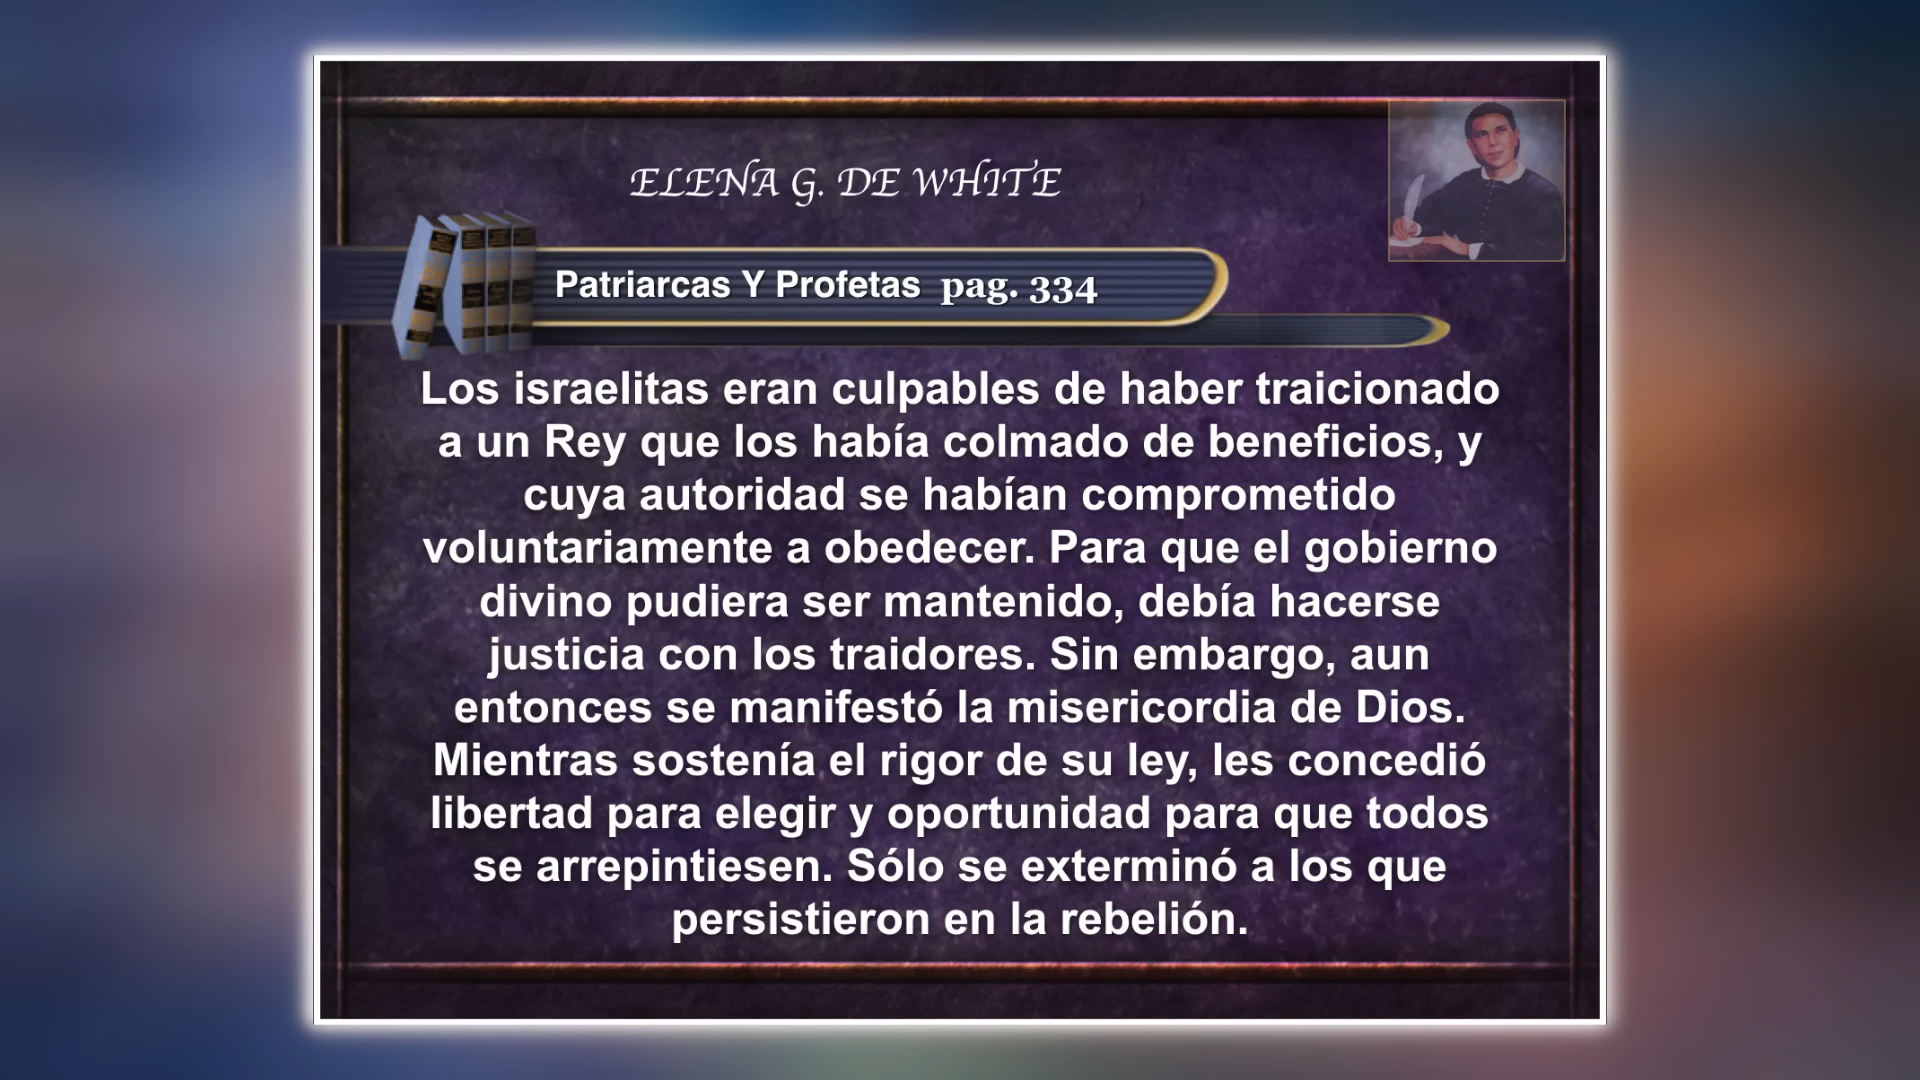 ELENA G. DE WHITE
Patriarcas Y Profetas pag. 334
Los israelitas eran culpables de haber traicionado
a un Rey que los había colmado de beneficios, y
cuya autoridad se habían comprometido
voluntariamente a obedecer. Para que el gobierno
divino pudiera ser mantenido, debía hacerse
justicia con los traidores. Sin embargo, aun
entonces se manifestó la misericordia de Dios.
Mientras sostenía el rigor de su ley, les concedió
libertad para elegir y oportunidad para que todos
se arrepintiesen. Sólo se exterminó a los que
persistieron en la rebelión.